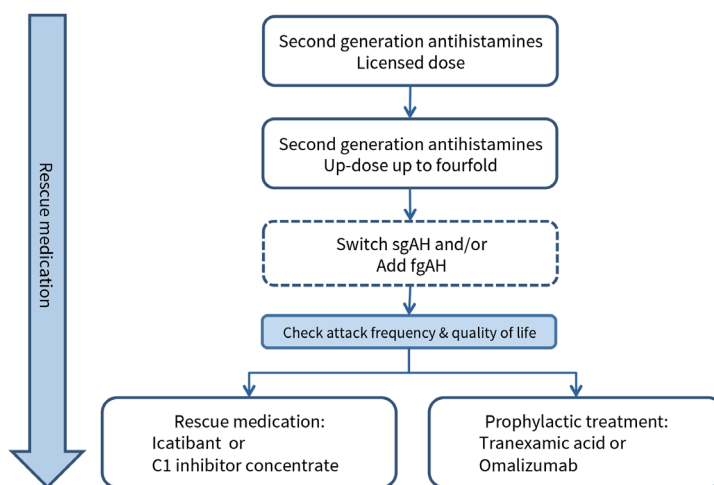 Rescue medication
Second generation antihistamines
Licensed dose
Second generation antihistamines
Up-dose up to fourfold
Switch sgAH and/or
Add fgAH
Check attack frequency & quality of life
Rescue medication:
Icatibant or
C1 inhibitor concentrate
Prophylactic treatment:
Tranexamic acid or
Omalizumab